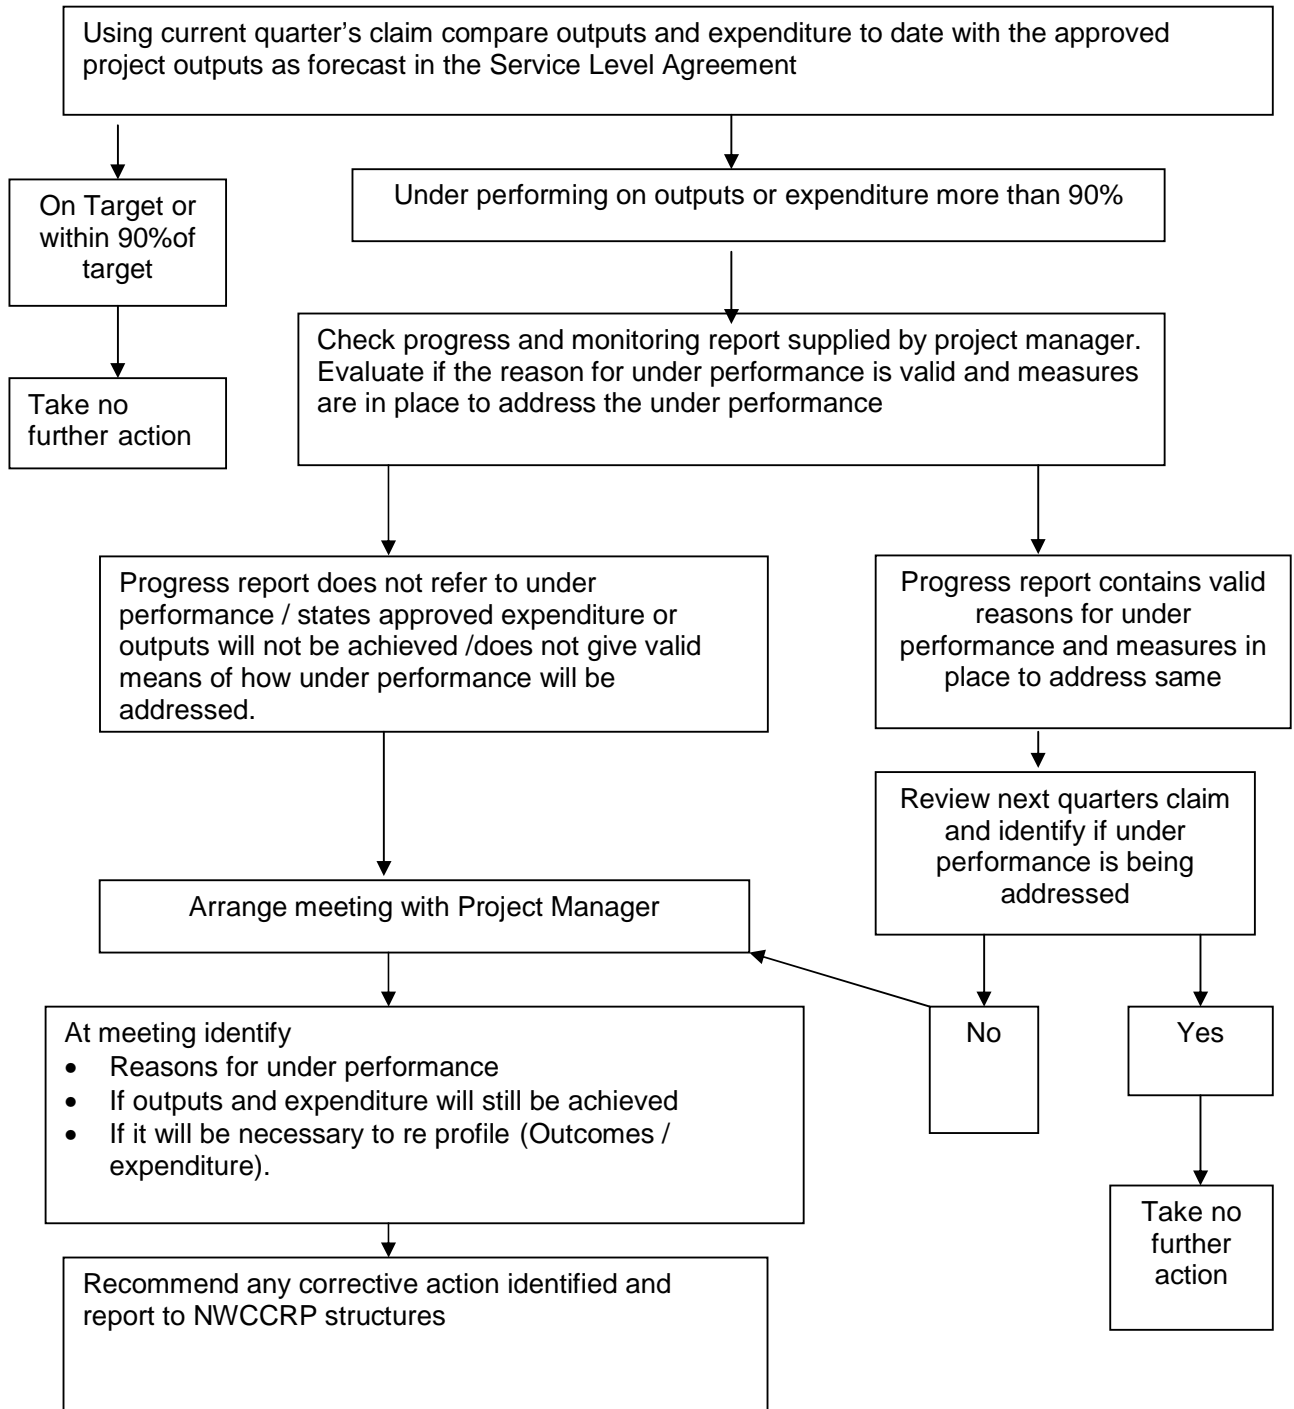 Using current quarter’s claim compare outputs and expenditure to date with the approved
project outputs as forecast in the Service Level Agreement
On Target or
within 90%of
target
Under performing on outputs or expenditure more than 90%
Take no
further action
Check progress and monitoring report supplied by project manager.
Evaluate if the reason for under performance is valid and measures
are in place to address the under performance
Progress report does not refer to under
performance / states approved expenditure or
outputs will not be achieved /does not give valid
means of how under performance will be
addressed.
Progress report contains valid
reasons for under
performance and measures in
place to address same
Review next quarters claim
and identify if under
performance is being
addressed
Arrange meeting with Project Manager
At meeting identify
• Reasons for under performance
• If outputs and expenditure will still be achieved
• If it will be necessary to re profile (Outcomes /
expenditure).
No
Yes
Take no
further
action
Recommend any corrective action identified and
report to NWCCRP structures